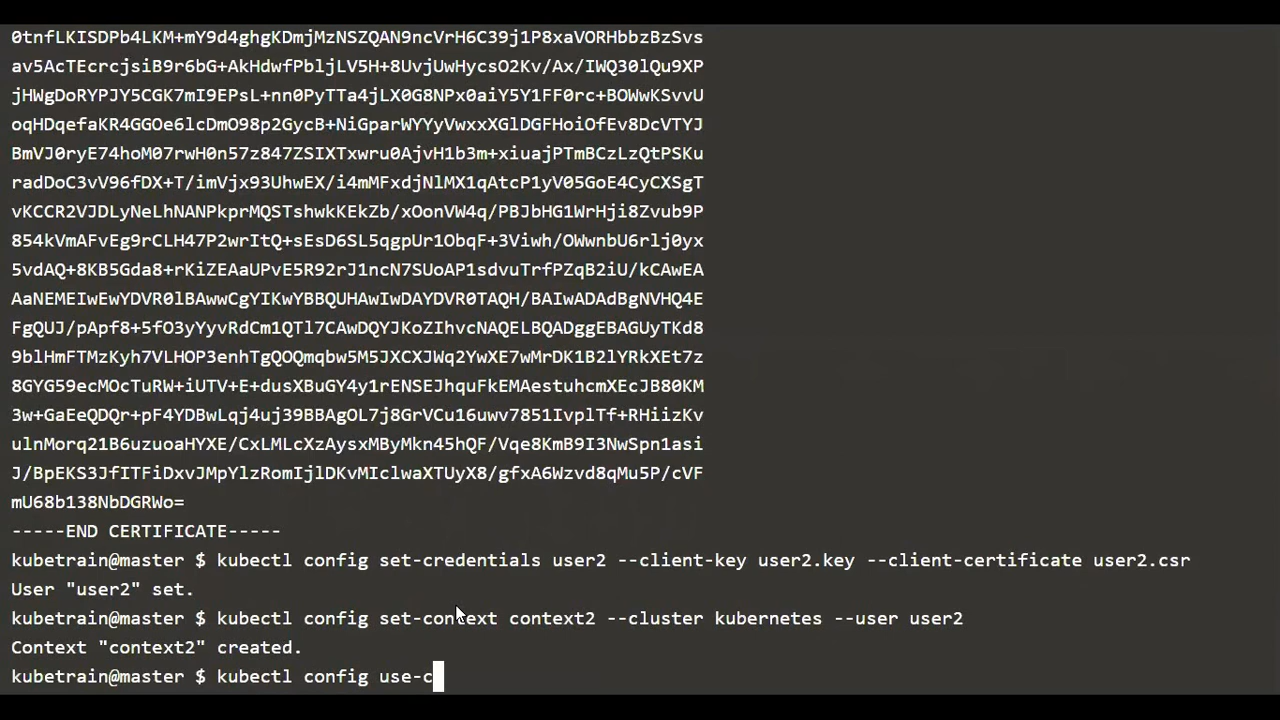 0tnfLKISDPb4LKM+mY9d4ghgKDmjMzNSZQAN9ncVrH6C39j1P8xaVORHbbzBzSvs
av5AcTEcrcjsiB9r6bG+AkHdwfPbljLV5H+8UvjUwHycsO2Kv/Ax/IWQ30lQu9XP
jHWgDoRYPJY5CGK7mI9EPsL+nn0PyTTa4jLX0G8NPx0aiY5Y1FF0rc+BOWwKSvvU
oqHDqefaKR4GGOe6lcDmO98p2GycB+NiGparWYYyVwxxXGlDGFHoiOfEv8DcVTYJ
BmVJ0ryE74hoM07rwH0n57z847ZSIXTxwru0AjvH1b3m+xiuajPTmBCzLzQtPSKu
radDoC3vV96fDX+T/imVjx93UhwEX/i4mMFxdjNlMX1qAtcP1yV05GoE4CyCXSgT
vKCCR2VJDLyNeLhNANPkprMQSTshwkKEkZb/xOonVW4q/PBJbHG1WrHji8Zvub9P
854kVmAFvEg9rCLH47P2wrItQ+sEsD6SL5qgpUr1ObqF+3Viwh/OWwnbU6rlj0yx
5vdAQ+8KB5Gda8+rKiZEAaUPvE5R92rJ1ncN7SUoAP1sdvuTrfPZqB2iU/kCAwEA
AaNEMEIwEwYDVR0lBAwwCgYIKwYBBQUHAwIwDAYDVR0TAQH/BAIwADAdBgNVHQ4E
FgQUJ/pApf8+5fO3yYyvRdCm1QTl7CAwDQYJKoZIhvcNAQELBQADggEBAGUyTKd8
9blHmFTMzKyh7VLHOP3enhTgQOQmqbw5M5JXCXJWq2YwXE7wMrDK1B2lYRkXEt7z
8GYG59ecMOcTuRW+iUTV+E+dusXBuGY4y1rENSEJhquFkEMAestuhcmXEcJB80KM
3w+GaEeQDQr+pF4YDBwLqj4uj39BBAgOL7j8GrVCu16uwv7851IvplTf+RHiizKv
ulnMorq21B6uzuoaHYXE/CxLMLcXzAysxMByMkn45hQF/Vqe8KmB9I3NwSpn1asi
J/BpEKS3JfITFiDxvJMpYlzRomIjlDKvMIclwaXTUyX8/gfxA6Wzvd8qMu5P/cVF
mU68b138NbDGRWo=
-----END CERTIFICATE-----
kubetrain@master $ kubectl config set-credentials user2 --client-key user2.key --client-certificate user2.csr
User "user2" set.
kubetrain@master $ kubectl config set-context context2 --cluster kubernetes --user user2
Context "context2" created.
kubetrain@master $ kubectl config use-c